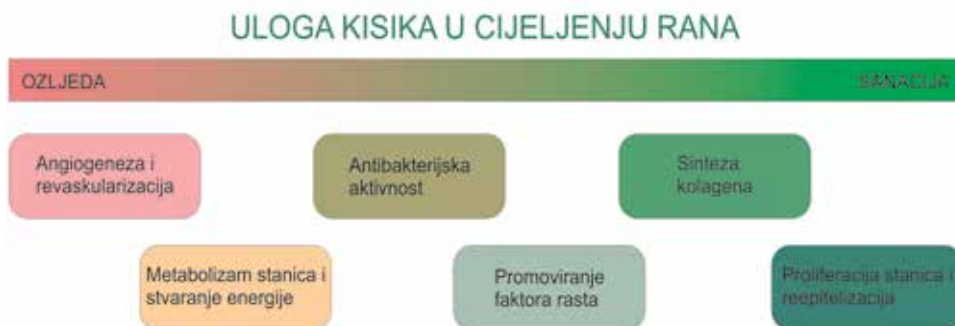 ULOGA KISIKA U CIJELJENJU RANA
OZLJEDA
SANACIJA
Angiogeneza i
revaskularizacija
Antibakterijska
aktivnost
Sinteza
kolagena
Metabolizam stanica i
stvaranje energije
Promoviranje
faktora rasta
Proliferacija stanica i
reepitelizacija